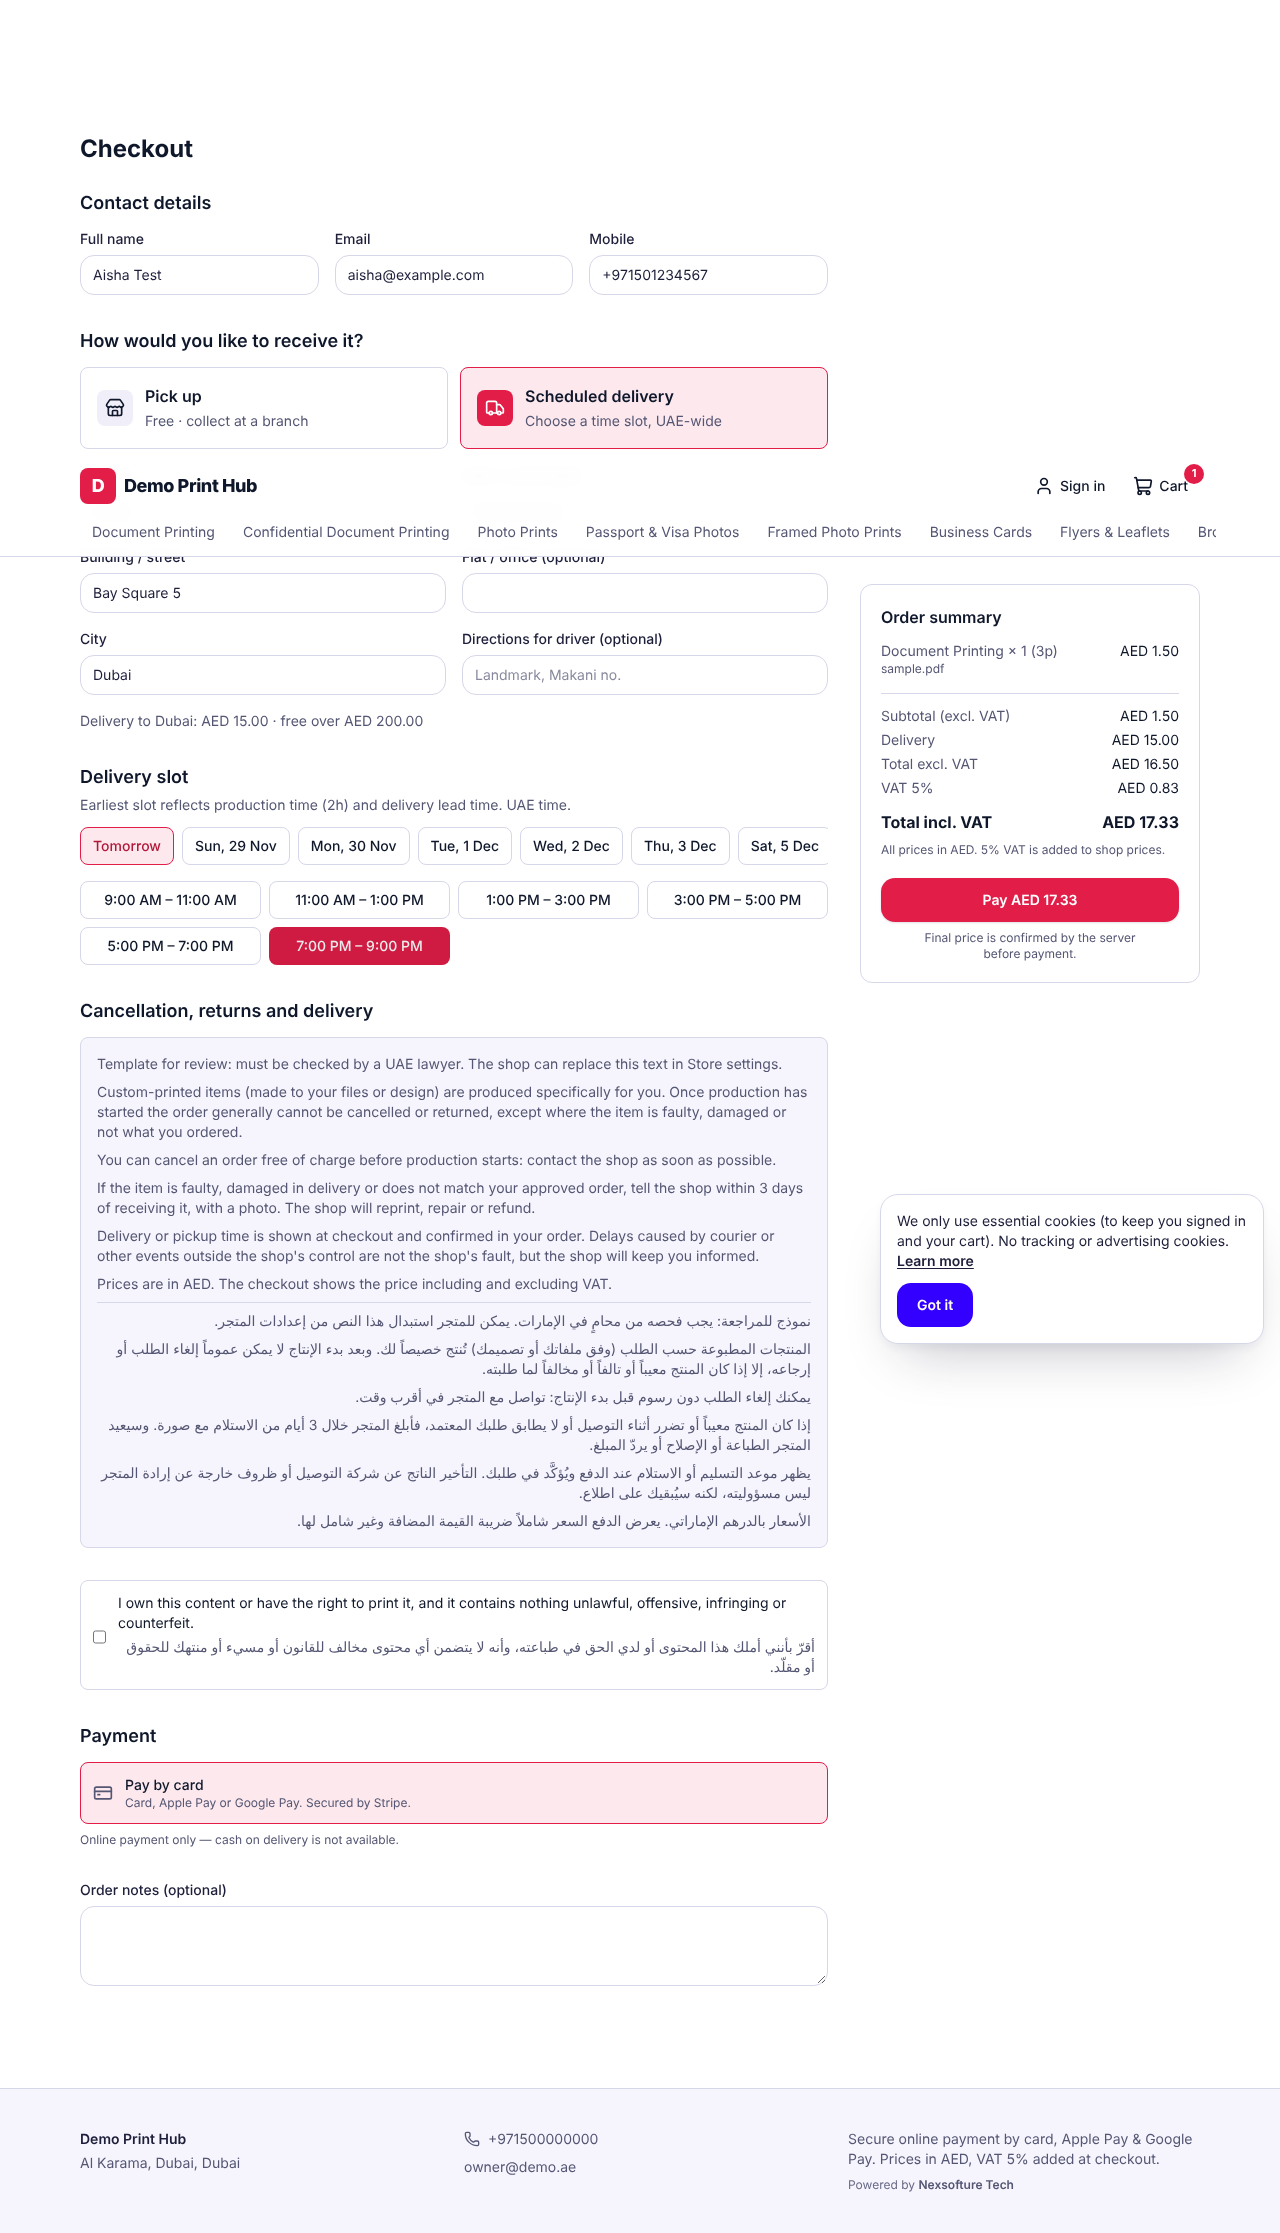 Checkout
Contact details
Full name
Email
Mobile
Aisha Test
aisha@example.com
+971501234567
How would you like to receive it?
Pick up
Free · collect at a branch
Scheduled delivery
Choose a time slot, UAE-wide
D
Demo Print Hub
Sign in
Cart
1
Document Printing
Confidential Document Printing
Photo Prints
Passport & Visa Photos
Framed Photo Prints
Business Cards
Flyers & Leaflets
Building / street
Flat / office (optional)
Bay Square 5
City
Directions for driver (optional)
Dubai
Landmark, Makani no.
Delivery to Dubai: AED 15.00 · free over AED 200.00
Delivery slot
Earliest slot reflects production time (2h) and delivery lead time. UAE time.
Tomorrow
Sun, 29 Nov
Mon, 30 Nov
Tue, 1 Dec
Wed, 2 Dec
Thu, 3 Dec
Sat, 5 Dec
9:00 AM – 11:00 AM
11:00 AM – 1:00 PM
1:00 PM – 3:00 PM
3:00 PM – 5:00 PM
5:00 PM – 7:00 PM
7:00 PM – 9:00 PM
Order summary
Document Printing × 1 (3p)
AED 1.50
sample.pdf
Subtotal (excl. VAT)
AED 1.50
Delivery
AED 15.00
Total excl. VAT
AED 16.50
VAT 5%
AED 0.83
Total incl. VAT
AED 17.33
All prices in AED. 5% VAT is added to shop prices.
Pay AED 17.33
Final price is confirmed by the server
before payment.
Cancellation, returns and delivery
Template for review: must be checked by a UAE lawyer. The shop can replace this text in Store settings.
Custom-printed items (made to your files or design) are produced specifically for you. Once production has
started the order generally cannot be cancelled or returned, except where the item is faulty, damaged or
not what you ordered.
You can cancel an order free of charge before production starts: contact the shop as soon as possible.
If the item is faulty, damaged in delivery or does not match your approved order, tell the shop within 3 days
of receiving it, with a photo. The shop will reprint, repair or refund.
Delivery or pickup time is shown at checkout and confirmed in your order. Delays caused by courier or
other events outside the shop's control are not the shop's fault, but the shop will keep you informed.
Prices are in AED. The checkout shows the price including and excluding VAT.
نموذج للمراجعة: يجب فحصه من محامٍ في الإمارات. يمكن للمتجر استبدال هذا النص من إعدادات المتجر.
المنتجات المطبوعة حسب الطلب (وفق ملفاتك أو تصميمك) تُنتج خصيصاً لك. وبعد بدء الإنتاج لا يمكن عموماً إلغاء الطلب أو
إرجاعه، إلا إذا كان المنتج معيباً أو تالفاً أو مخالفاً لما طلبته.
يمكنك إلغاء الطلب دون رسوم قبل بدء الإنتاج: تواصل مع المتجر في أقرب وقت.
إذا كان المنتج معيباً أو تضرر أثناء التوصيل أو لا يطابق طلبك المعتمد، فأبلغ المتجر خلال 3 أيام من الاستلام مع صورة. وسيعيد
المتجر الطباعة أو الإصلاح أو يردّ المبلغ.
يظهر موعد التسليم أو الاستلام عند الدفع ويُؤكَّد في طلبك. التأخير الناتج عن شركة التوصيل أو ظروف خارجة عن إرادة المتجر
ليس مسؤوليته، لكنه سيُبقيك على اطلاع.
الأسعار بالدرهم الإماراتي. يعرض الدفع السعر شاملاً ضريبة القيمة المضافة وغير شامل لها.
We only use essential cookies (to keep you signed in
and your cart). No tracking or advertising cookies.
Learn more
Got it
I own this content or have the right to print it, and it contains nothing unlawful, offensive, infringing or
counterfeit.
أقرّ بأنني أملك هذا المحتوى أو لدي الحق في طباعته، وأنه لا يتضمن أي محتوى مخالف للقانون أو مسيء أو منتهك للحقوق
أو مقلّد.
Payment
Pay by card
Card, Apple Pay or Google Pay. Secured by Stripe.
Online payment only — cash on delivery is not available.
Order notes (optional)
Demo Print Hub
Al Karama, Dubai, Dubai
+971500000000
owner@demo.ae
Secure online payment by card, Apple Pay & Google
Pay. Prices in AED, VAT 5% added at checkout.
Powered by Nexsofture Tech